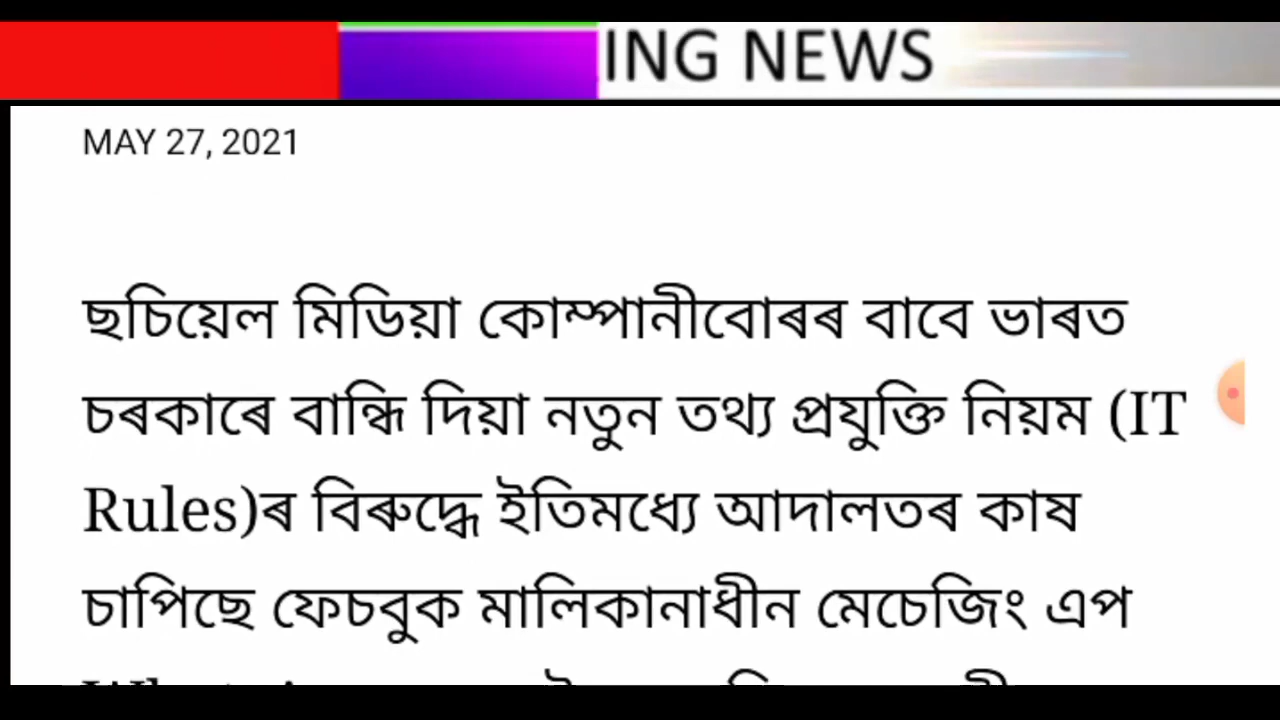 ING NEWS
MAY 27, 2021
ছচিয়েল মিডিয়া কোম্পানীবোৰৰ বাবে ভাৰত
চৰকাৰে বান্ধি দিয়া নতুন তথ্য প্ৰযুক্তি নিয়ম (IT
Rules)ৰ বিৰুদ্ধে ইতিমধ্যে আদালতৰ কাষ
চাপিছে ফেচবুক মালিকানাধীন মেচেজিং এপ